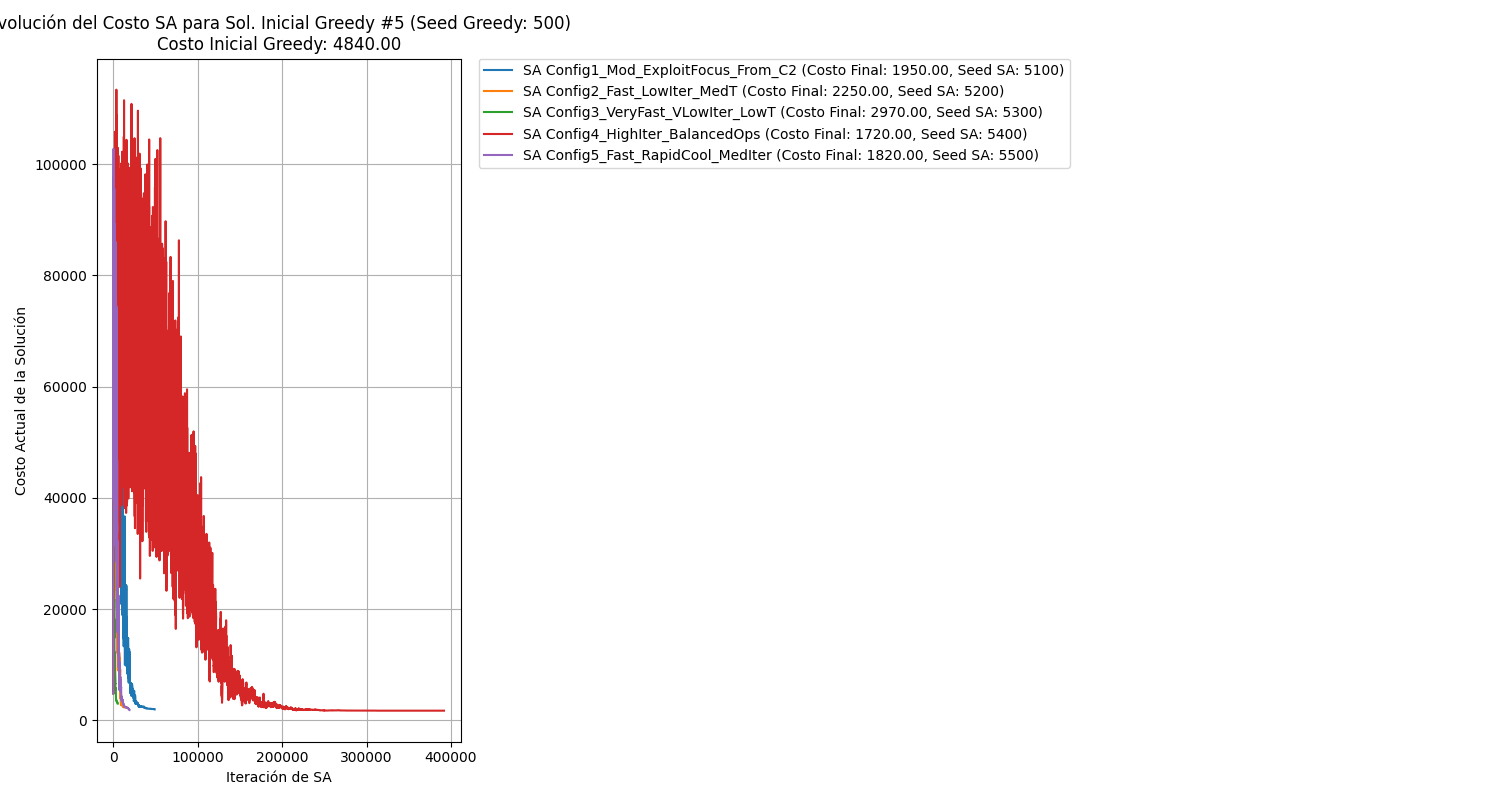 volución del Costo SA para Sol. Inicial Greedy #5 (Seed Greedy: 500)
Costo Inicial Greedy: 4840.00
SA Config1_Mod_ExploitFocus_From_C2 (Costo Final: 1950.00, Seed SA: 5100)
SA Config2_Fast_LowIter_MedT (Costo Final: 2250.00, Seed SA: 5200)
SA Config3_VeryFast_VLowIter_LowT (Costo Final: 2970.00, Seed SA: 5300)
SA Config4_HighIter_BalancedOps (Costo Final: 1720.00, Seed SA: 5400)
SA Config5_Fast_RapidCool_MedIter (Costo Final: 1820.00, Seed SA: 5500)
Costo Actual de la Solución
100000
80000
60000
40000
20000
0
0 100000 200000 300000 400000
Iteración de SA